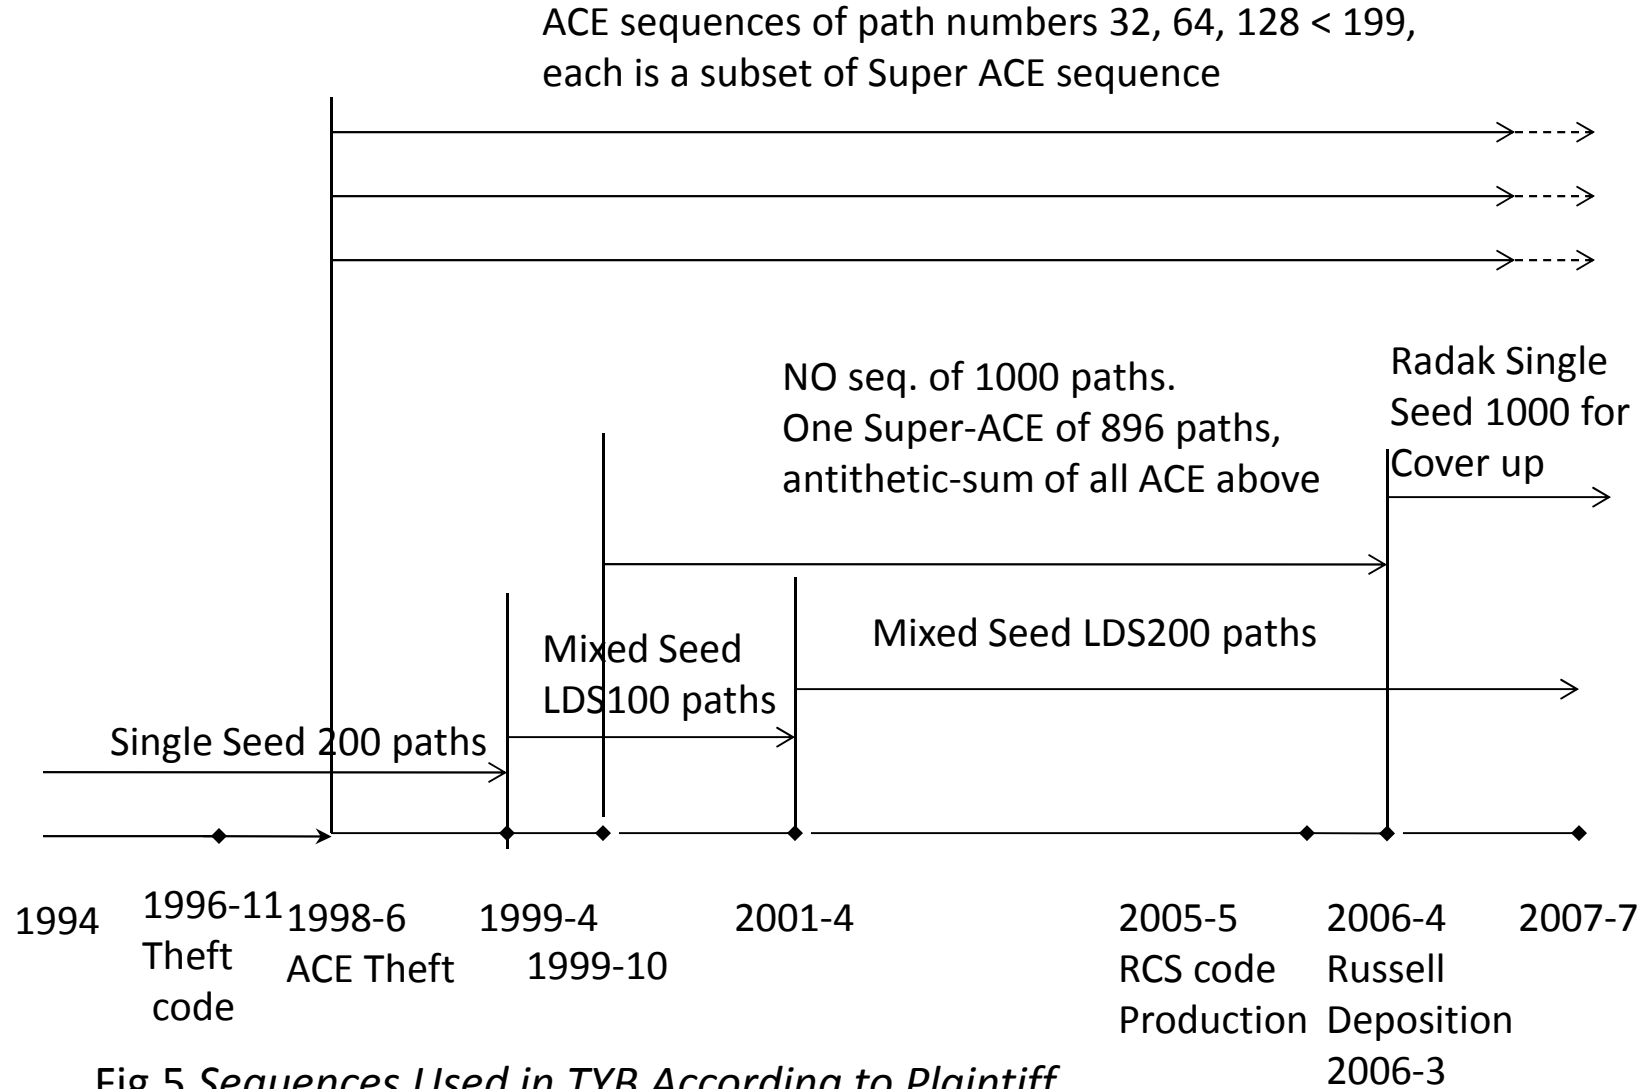 ACE sequences of path numbers 32, 64, 128 < 199,
each is a subset of Super ACE sequence
Radak Single
Seed 1000 for
Cover up
NO seq. of 1000 paths.
One Super-ACE of 896 paths,
antithetic-sum of all ACE above
Mixed Seed LDS200 paths
Mixed Seed
LDS100 paths
Single Seed 200 paths
1994
1996-11
Theft
code
1998-6
ACE Theft
1999-4
1999-10
2001-4
2005-5
RCS code
Production
2006-4
Russell
Deposition
2006-3
2007-7
Fig 5 Sequences Used in TYB According to Plaintiff